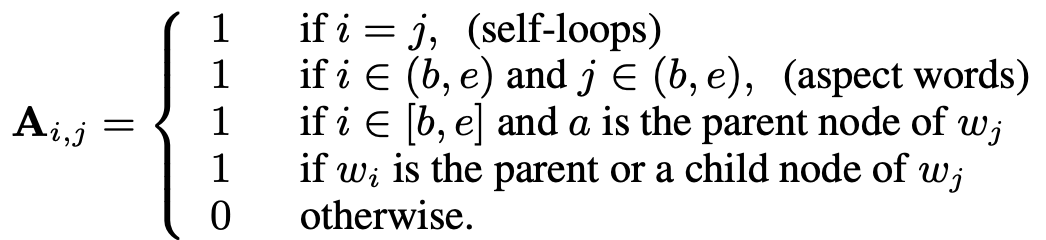 1 if i = j, (self-loops)
1 if i ∈ (b, e) and j ∈ (b, e), (aspect words)
A_{i,j} = { 1 if i ∈ [b, e] and a is the parent node of w_j
1 if w_i is the parent or a child node of w_j
0 otherwise.